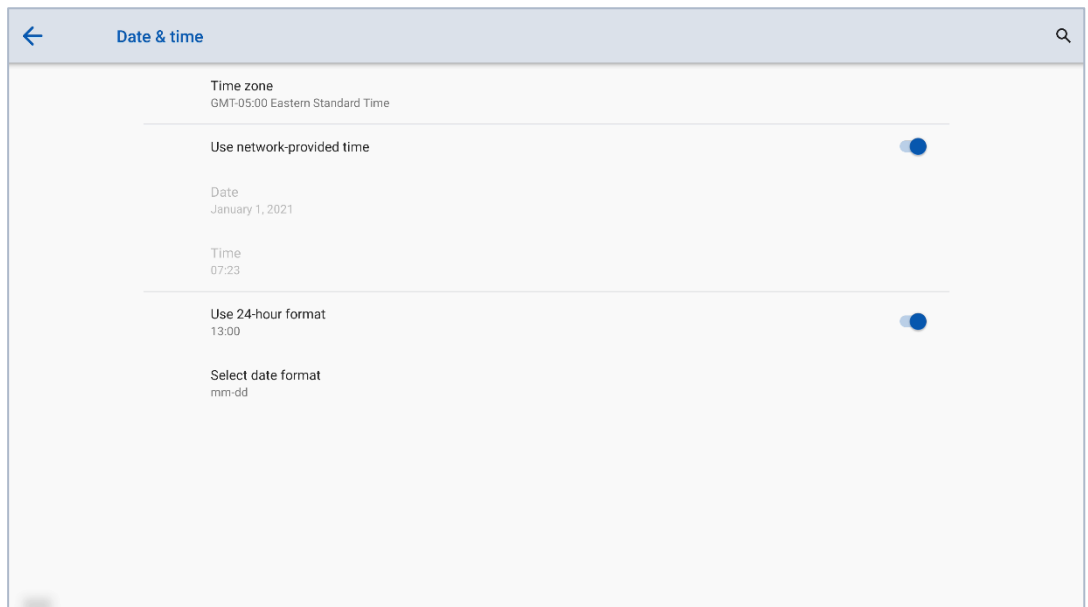 Date & time
Time zone
GMT-05:00 Eastern Standard Time
Use network-provided time
Date
January 1, 2021
Time
07:23
Use 24-hour format
13:00
Select date format
mm-dd